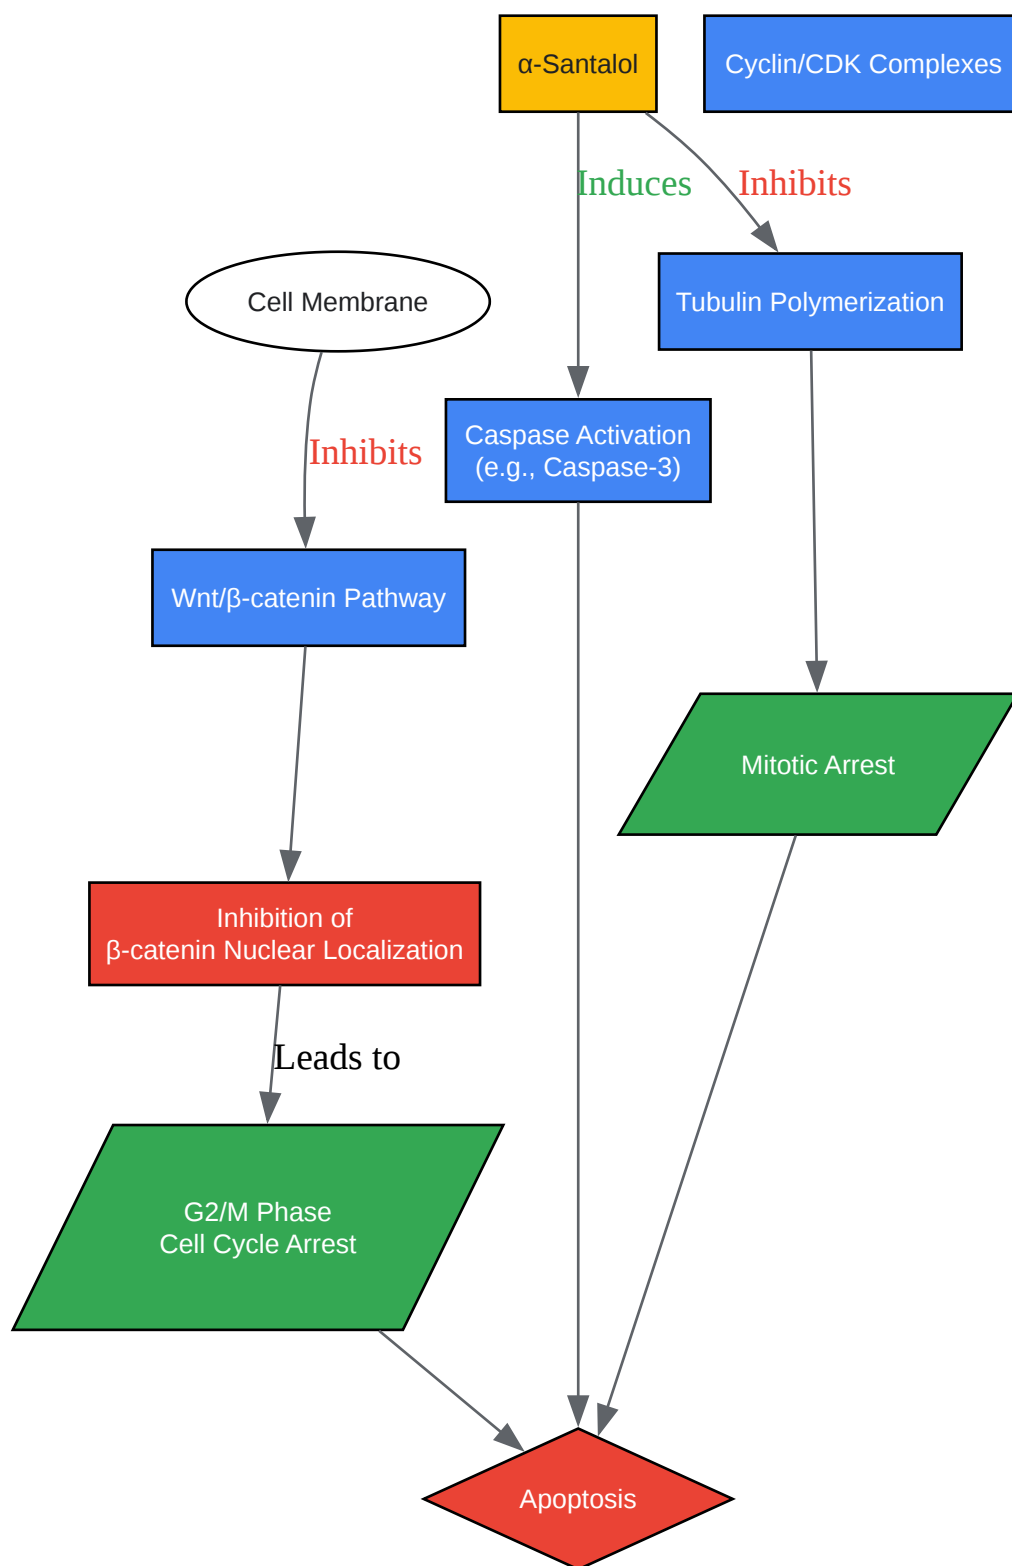 α-Santalol
Cyclin/CDK Complexes
Induces
Inhibits
Cell Membrane
Tubulin Polymerization
Inhibits
Caspase Activation
(e.g., Caspase-3)
Wnt/β-catenin Pathway
Mitotic Arrest
Inhibition of
β-catenin Nuclear Localization
Leads to
G2/M Phase
Cell Cycle Arrest
Apoptosis